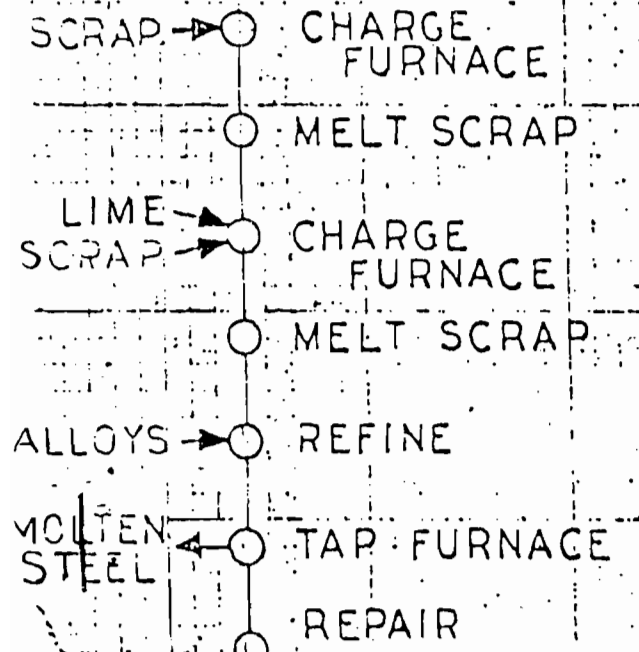 SCRAP CHARGE
FURNACE
MELT SCRAP
LIME
SCRAP CHARGE
FURNACE
MELT SCRAP
ALLOYS REFINE
MOLTEN
STEEL TAP FURNACE
REPAIR